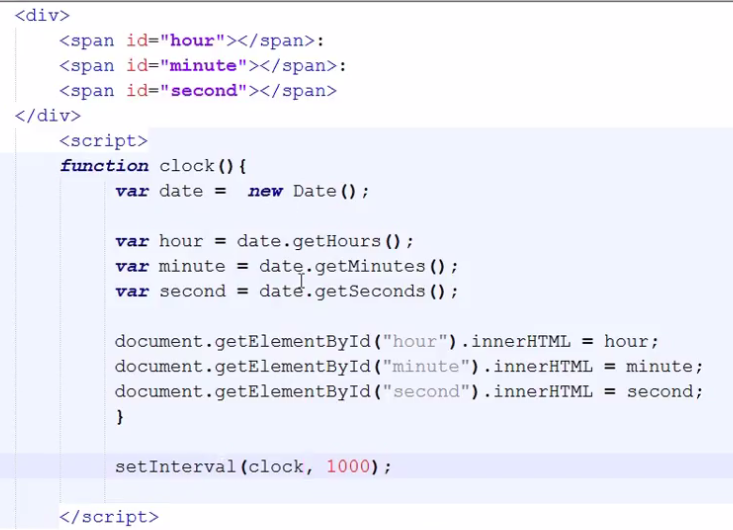 <div>
<span id="hour"></span>:
<span id="minute"></span>:
<span id="second"></span>
</div>
<script>
function clock(){
var date =  new Date();
var hour = date.getHours();
var minute = date.getMinutes();
var second = date.getSeconds();
document.getElementById("hour").innerHTML = hour;
document.getElementById("minute").innerHTML = minute;
document.getElementById("second").innerHTML = second;
}
setInterval(clock, 1000);
</script>